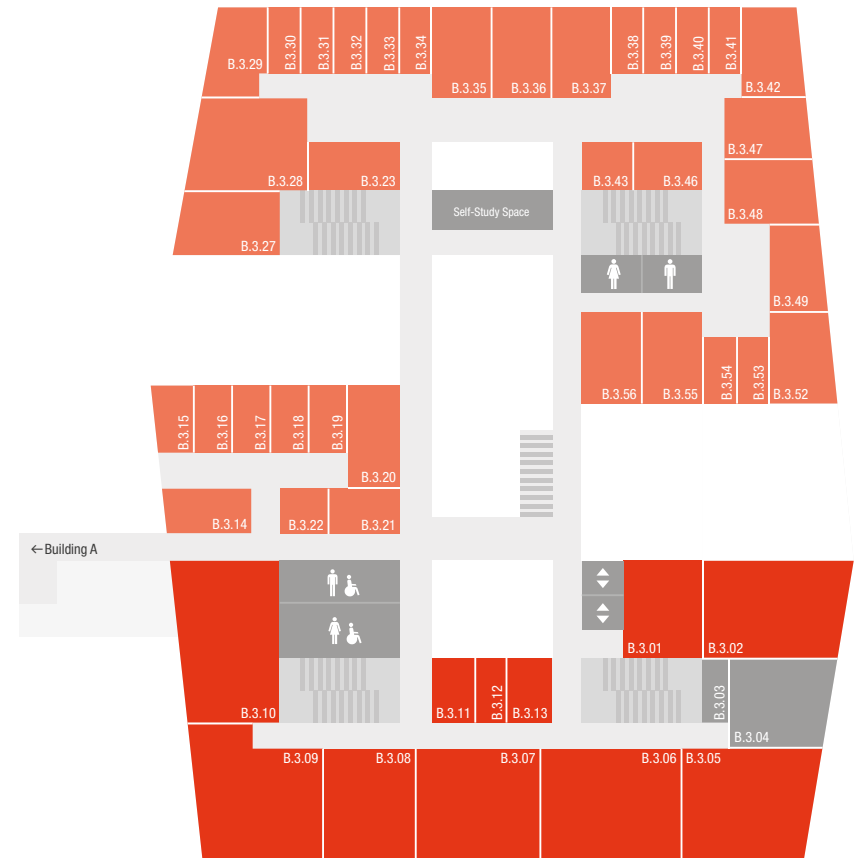 B.3.29
B.3.30
B.3.31
B.3.32
B.3.33
B.3.34
B.3.35
B.3.36
B.3.37
B.3.38
B.3.39
B.3.40
B.3.41
B.3.42
B.3.47
B.3.28
B.3.23
B.3.43
B.3.46
Self-Study Space
B.3.48
B.3.27
B.3.49
B.3.56
B.3.55
B.3.54
B.3.53
B.3.52
B.3.15
B.3.16
B.3.17
B.3.18
B.3.19
B.3.20
B.3.14
B.3.22
B.3.21
←Building A
B.3.01
B.3.02
B.3.10
B.3.11
B.3.12
B.3.13
B.3.03
B.3.04
B.3.09
B.3.08
B.3.07
B.3.06
B.3.05